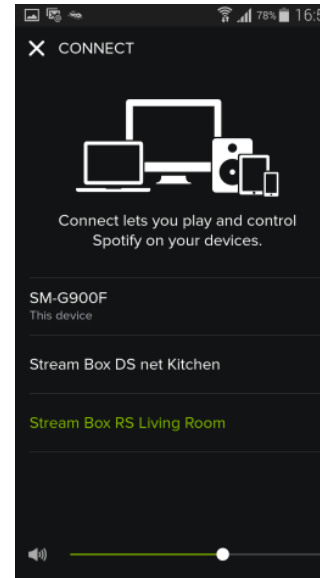 78% 16:5
CONNECT
Connect lets you play and control
Spotify on your devices.
SM-G900F
This device
Stream Box DS net Kitchen
Stream Box RS Living Room